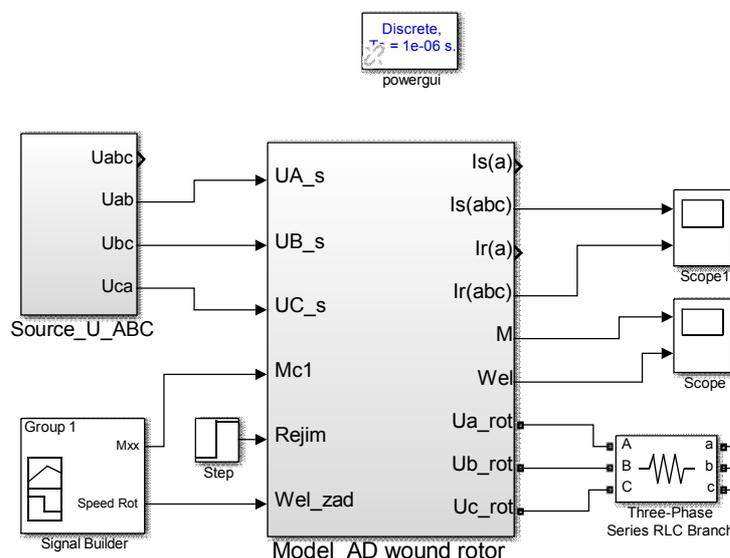 Discrete,
Ts = 1e-06 s.
powergui
Uabc
Uab
Ubc
Uca
Source_U_ABC
UA_s
UB_s
UC_s
Mc1
Rejim
Wel_zad
Is(a)
Is(abc)
Ir(a)
Ir(abc)
M
Wel
Ua_rot
Ub_rot
Uc_rot
Model_AD wound rotor
Scope1
Scope
Group 1
Mxx
Speed Rot
Signal Builder
Step
A
B
C
a
b
c
Three-Phase
Series RLC Branch